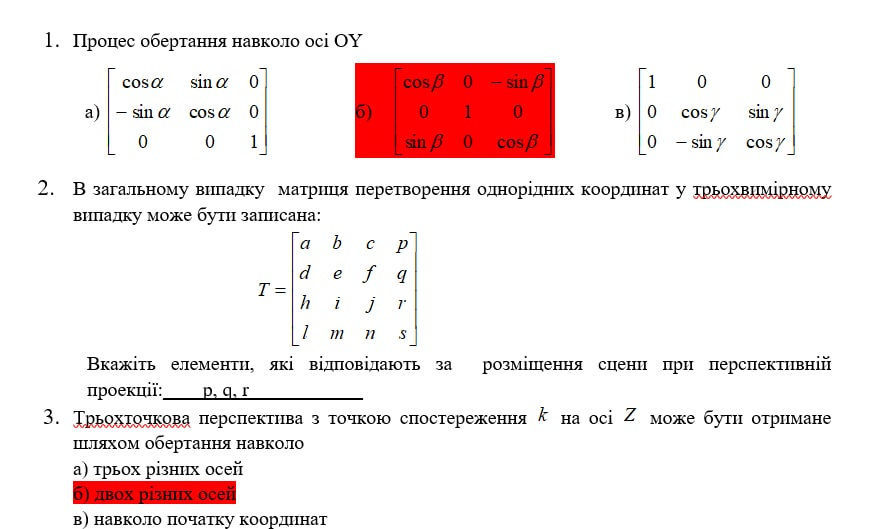 1. Процес обертання навколо осі OY
cosα sinα 0 cosβ 0 − sinβ 1 0 0
а) − sin α cosα 0 б) 0 1 0 в) 0 cosγ sinγ
0 0 1 sinβ 0 cosβ 0 − sinγ cosγ
2. В загальному випадку матриця перетворення однорідних координат у трьохвимірному
випадку може бути записана:
a b c p
d e f q
T =
h i j r
l m n s
Вкажіть елементи, які відповідають за розміщення сцени при перспективній
проекції: p, q, r
3. Трьохточкова перспектива з точкою спостереження k на осі Z може бути отримане
шляхом обертання навколо
а) трьох різних осей
б) двох різних осей
в) навколо початку координат